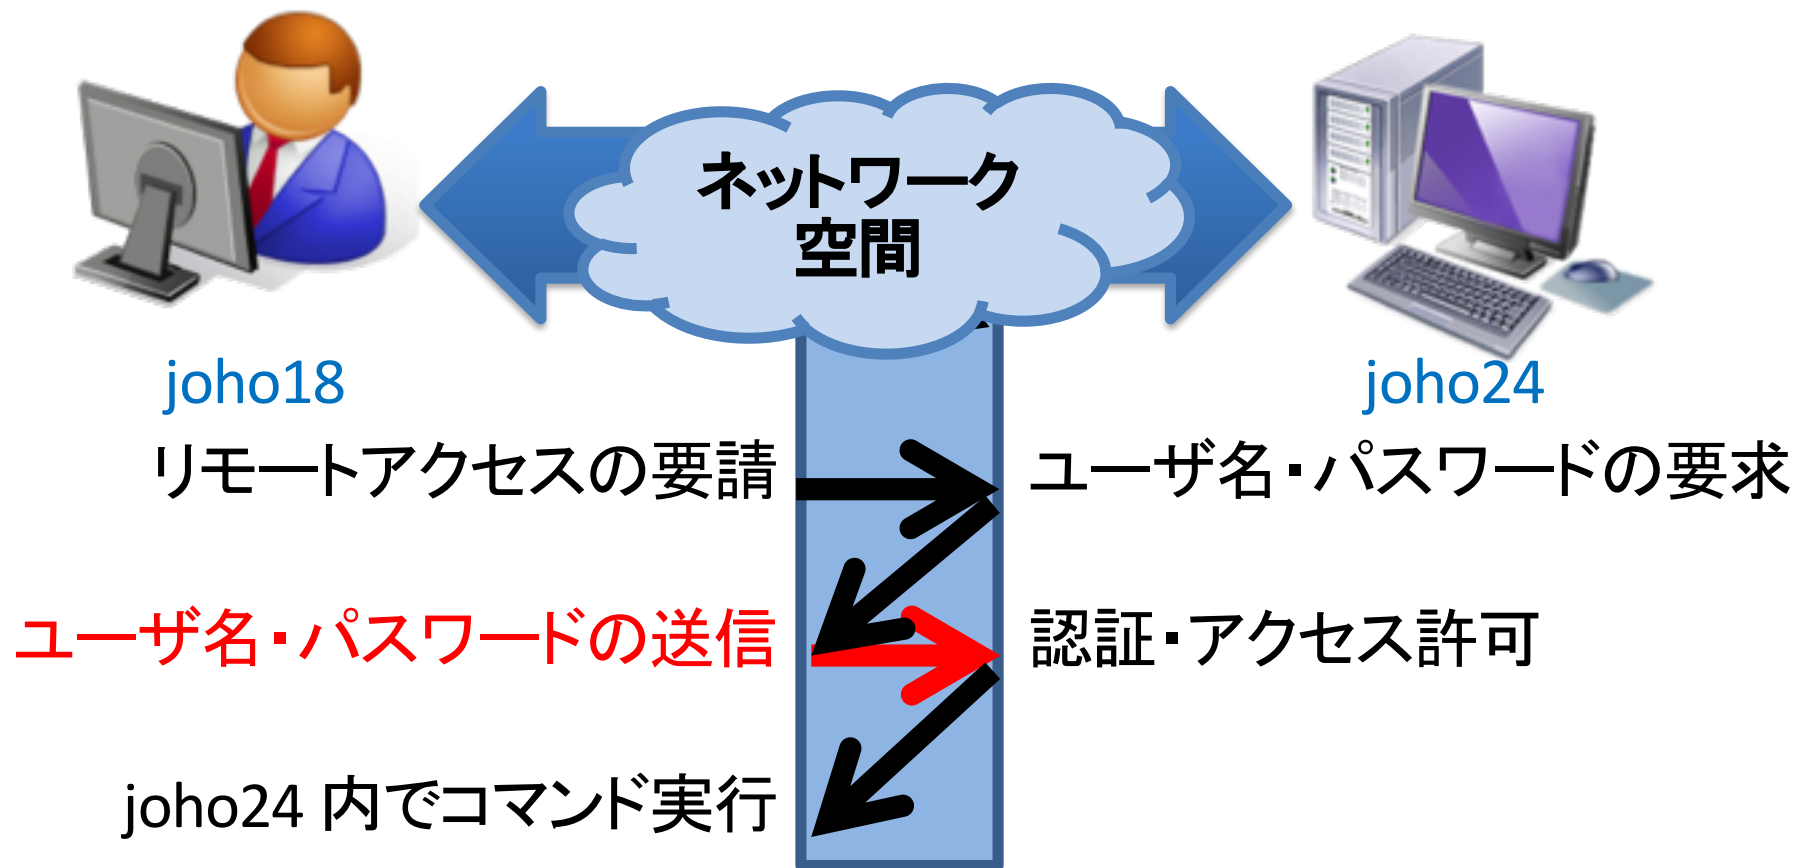 ネットワーク
空間
joho18
joho24
リモートアクセスの要請
ユーザ名・パスワードの要求
ユーザ名・パスワードの送信
認証・アクセス許可
joho24 内でコマンド実行